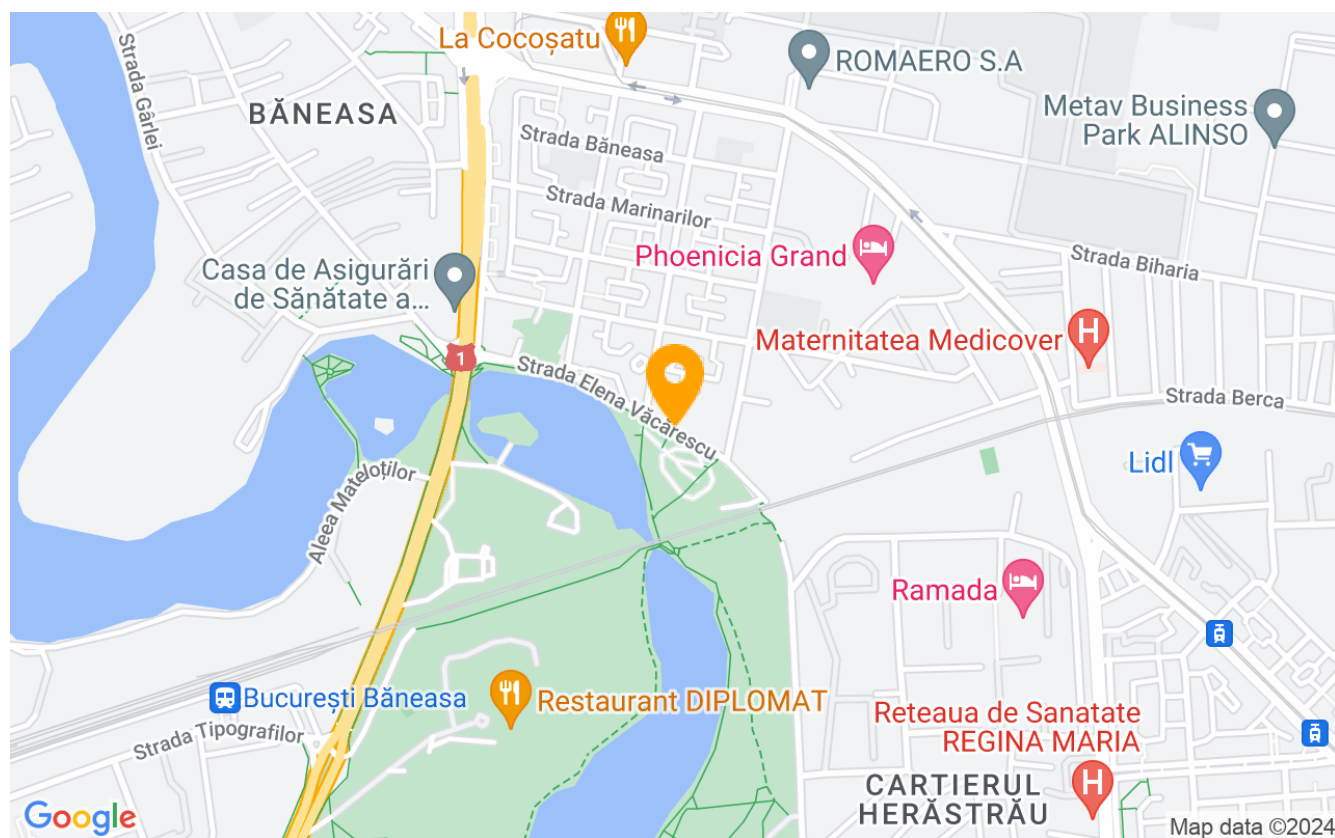 La Cocoșatu
ROMAERO S.A
Strada Gârlei
BĂNEASA
Metav Business
Park ALINSO
Strada Băneasa
Strada Marinarilor
Phoenicia Grand
Strada Biharia
Casa de Asigurări
de Sănătate a...
Maternitatea Medicover
H
1
Strada Elena Văcărescu
Strada Berca
Lidl
Aleea Mateloților
Ramada
București Băneasa
Restaurant DIPLOMAT
Strada Tipografilor
Reteaua de Sanatate
REGINA MARIA
H
CARTIERUL
HERĂSTRĂU
Google
Map data ©2024